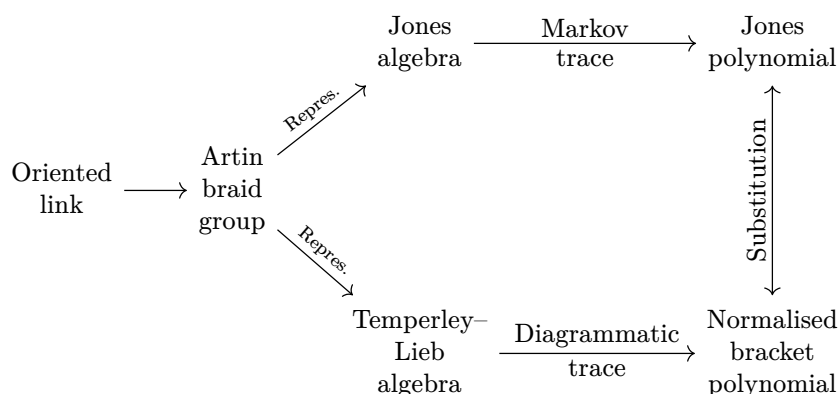 Jones
algebra
Markov
trace
Jones
polynomial
Repres.
Oriented
link
Artin
braid
group
Substitution
Repres.
Temperley–
Lieb
algebra
Diagrammatic
trace
Normalised
bracket
polynomial